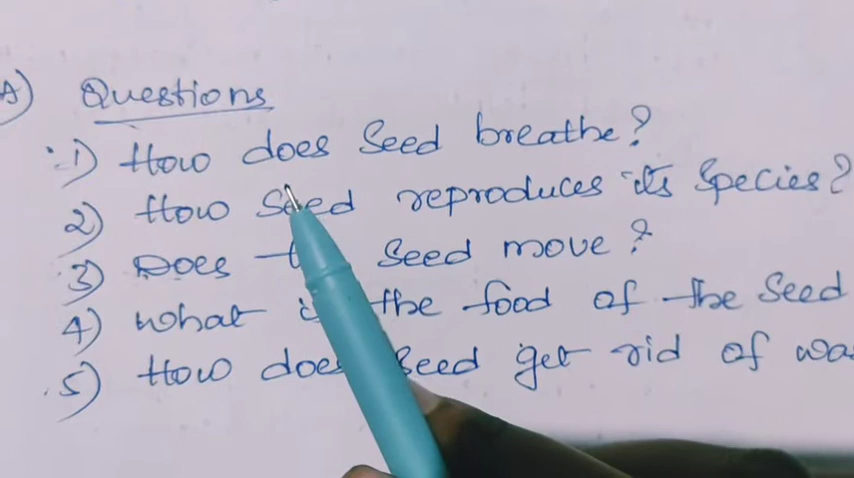 A) Questions
1) How does Seed breathe?
2) How Seed reproduces its Species?
3) Does Seed move?
4) What the food of the Seed
5) How does Seed get rid of